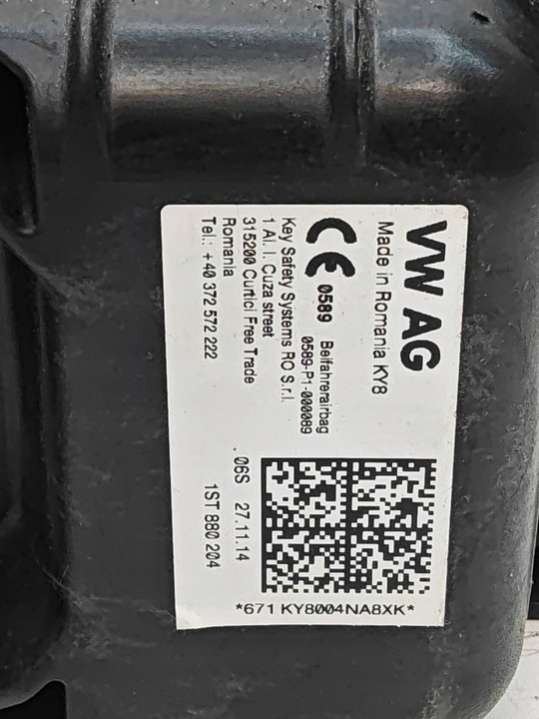 VW AG
Made in Romania KY8
CE 0589 Beifahrerairbag
0589-P1-000089
Key Safety Systems RO S.r.l.
1 Al. I. Cuza street
315200 Curtici Free Trade
Romania
Tel.: +40 372 572 222
.06S 27.11.14
1ST 880 204
*671 KY8004NA8XK*